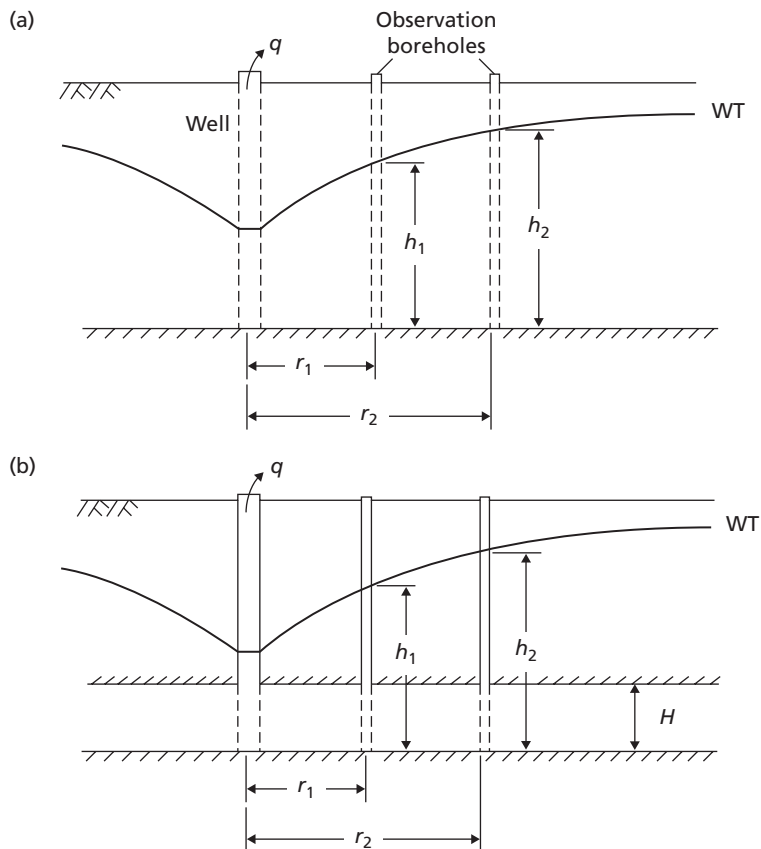 (a)
Observation
boreholes
q
Well
WT
h₁
h₂
r₁
r₂
(b)
q
WT
h₁
h₂
H
r₁
r₂